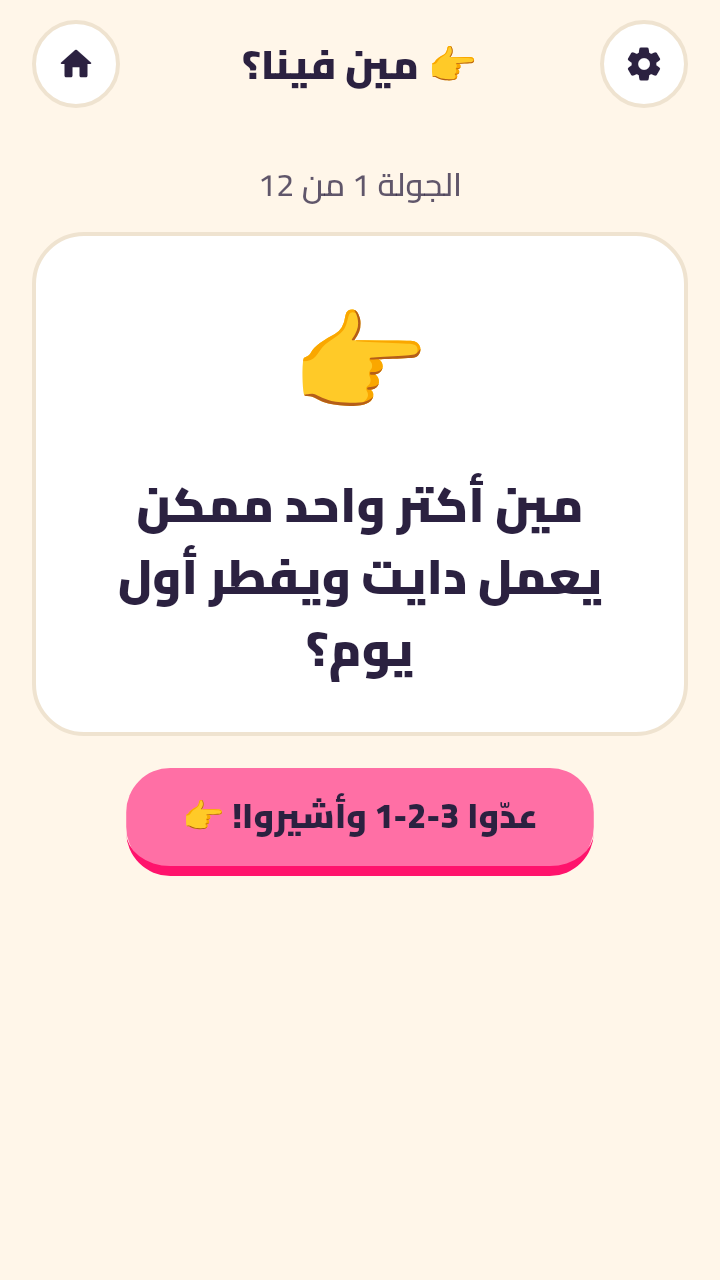 👉 مين فينا؟
الجولة 1 من 12
👉
مين أكتر واحد ممكن
يعمل دايت ويفطر أول
يوم؟
عدّوا 3-2-1 وأشيروا! 👉